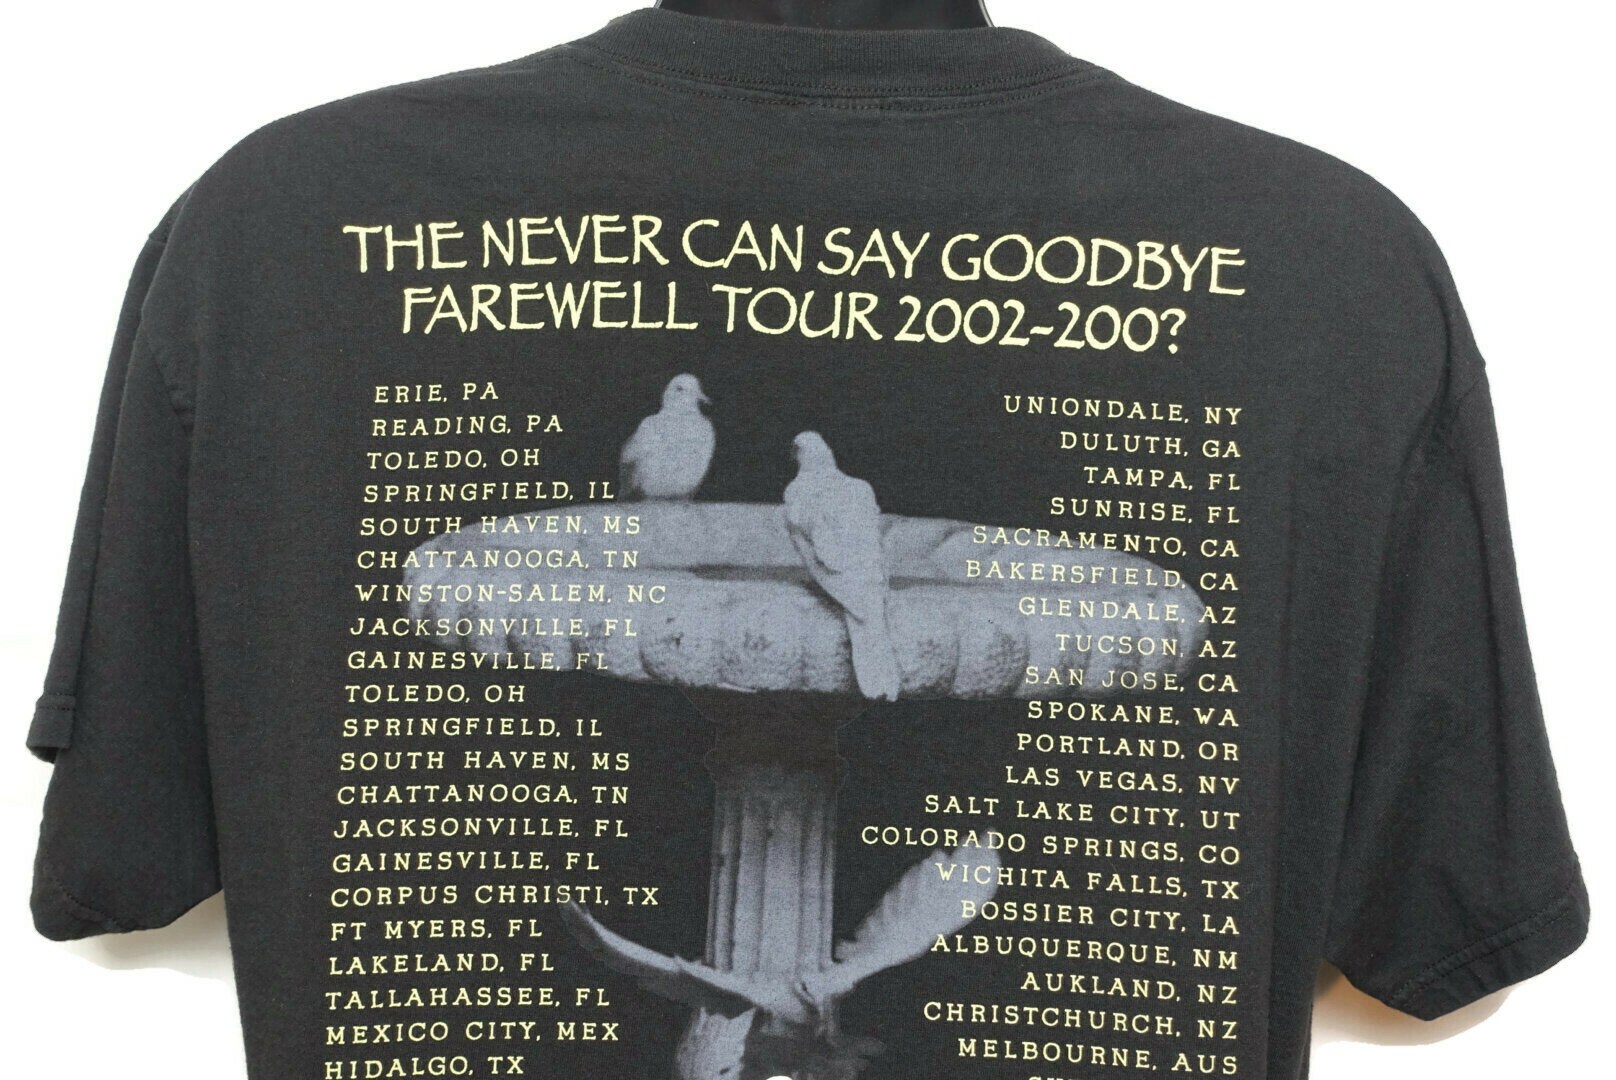 THE NEVER CAN SAY GOODBYE
FAREWELL TOUR 2002-200?
ERIE, PA
READING, PA
TOLEDO, OH
SPRINGFIELD, IL
SOUTH HAVEN, MS
CHATTANOOGA, TN
WINSTON-SALEM, NC
JACKSONVILLE, FL
GAINESVILLE, FL
TOLEDO, OH
SPRINGFIELD, IL
SOUTH HAVEN, MS
CHATTANOOGA, TN
JACKSONVILLE, FL
GAINESVILLE, FL
CORPUS CHRISTI, TX
FT MYERS, FL
LAKELAND, FL
TALLAHASSEE, FL
MEXICO CITY, MEX
HIDALGO, TX
UNIONDALE, NY
DULUTH, GA
TAMPA, FL
SUNRISE, FL
SACRAMENTO, CA
BAKERSFIELD, CA
GLENDALE, AZ
TUCSON, AZ
SAN JOSE, CA
SPOKANE, WA
PORTLAND, OR
LAS VEGAS, NV
SALT LAKE CITY, UT
COLORADO SPRINGS, CO
WICHITA FALLS, TX
BOSSIER CITY, LA
ALBUQUERQUE, NM
AUKLAND, NZ
CHRISTCHURCH, NZ
MELBOURNE, AUS